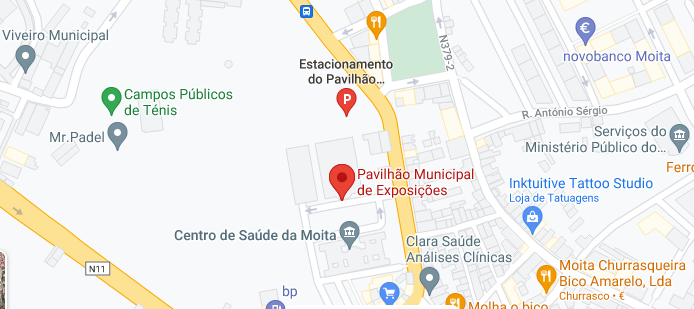 Viveiro Municipal
Estacionamento
do Pavilhão...
N379-2
novobanco Moita
Campos Públicos
de Ténis
Mr.Padel
R. António Sérgio
Serviços do
Ministério Público do...
Pavilhão Municipal
de Exposições
Ferro
Inktuitive Tattoo Studio
Loja de Tatuagens
Centro de Saúde da Moita
Clara Saúde
Análises Clínicas
N11
Moita Churrasqueira
Bico Amarelo, Lda
Churrasco • €
bp
Molha o bico